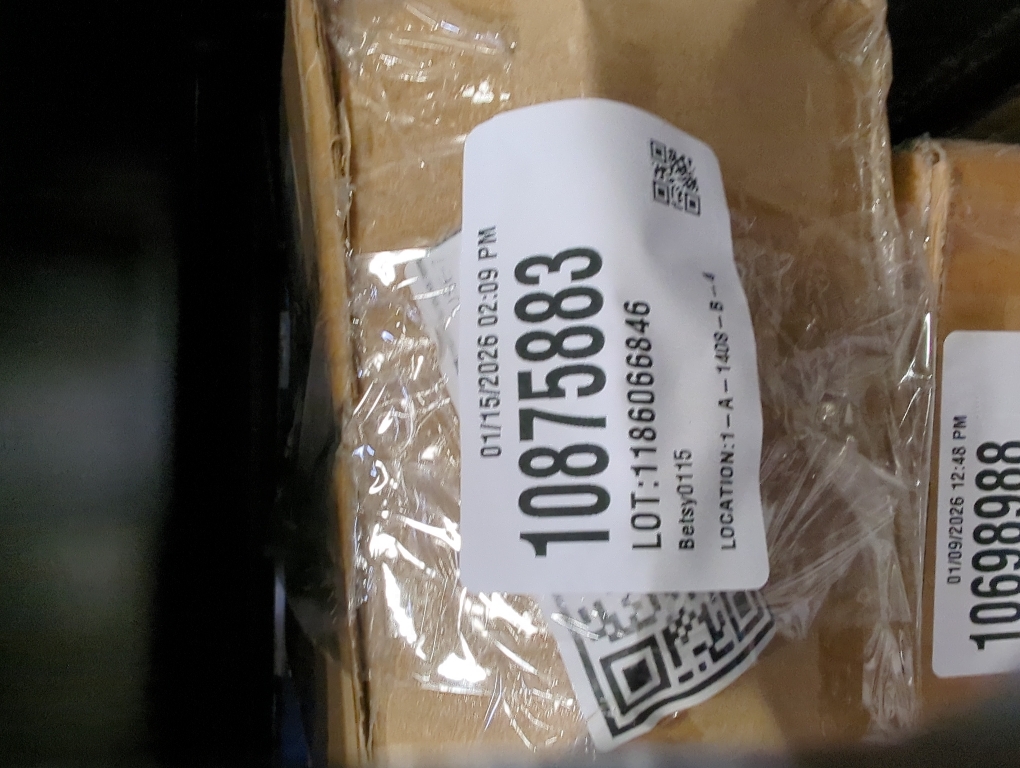 01/15/2026 02:09 PM
10875883
LOT:1186066846
Betsy0115
LOCATION:1-A-1408-B-4
01/09/2026 12:48 PM
10698988